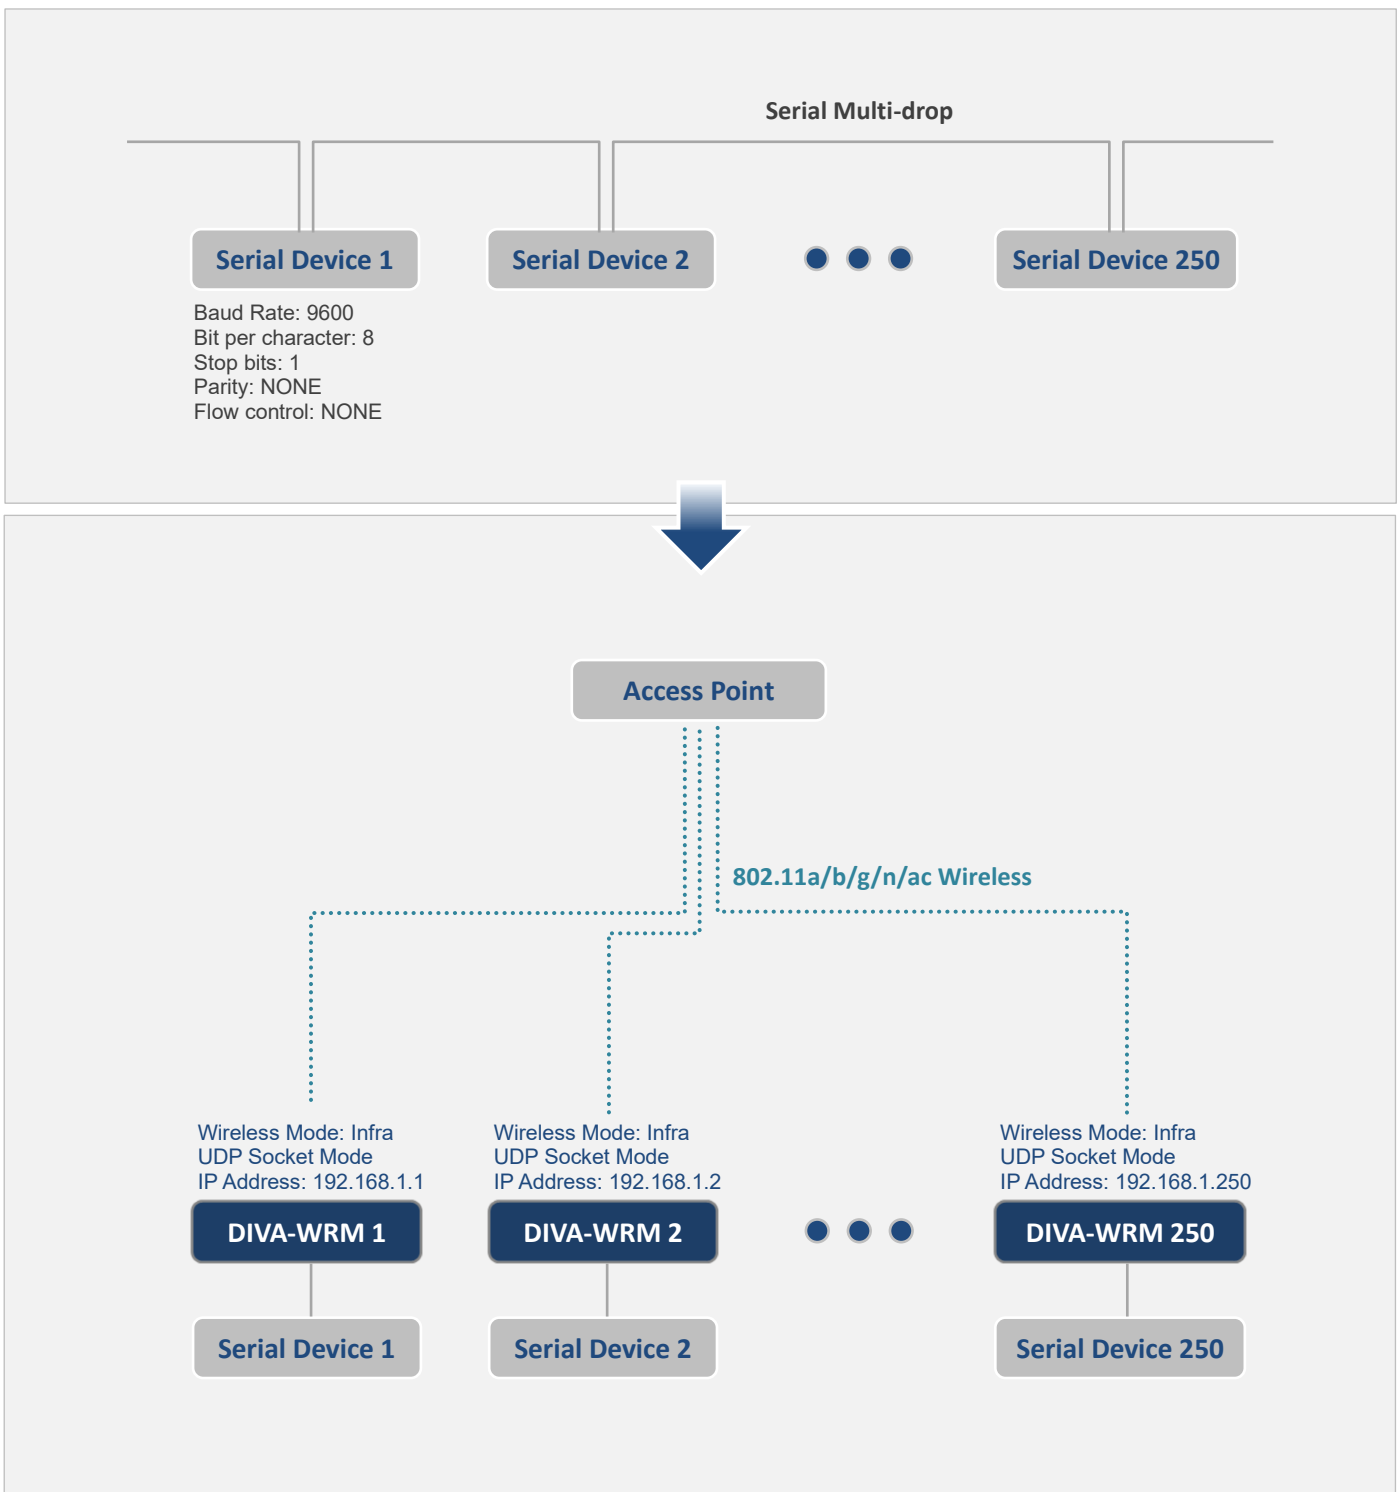 Serial Multi-drop
Serial Device 1
Serial Device 2
Serial Device 250
Baud Rate: 9600
Bit per character: 8
Stop bits: 1
Parity: NONE
Flow control: NONE
Access Point
802.11a/b/g/n/ac Wireless
Wireless Mode: Infra
UDP Socket Mode
IP Address: 192.168.1.1
Wireless Mode: Infra
UDP Socket Mode
IP Address: 192.168.1.2
Wireless Mode: Infra
UDP Socket Mode
IP Address: 192.168.1.250
DIVA-WRM 1
DIVA-WRM 2
DIVA-WRM 250
Serial Device 1
Serial Device 2
Serial Device 250